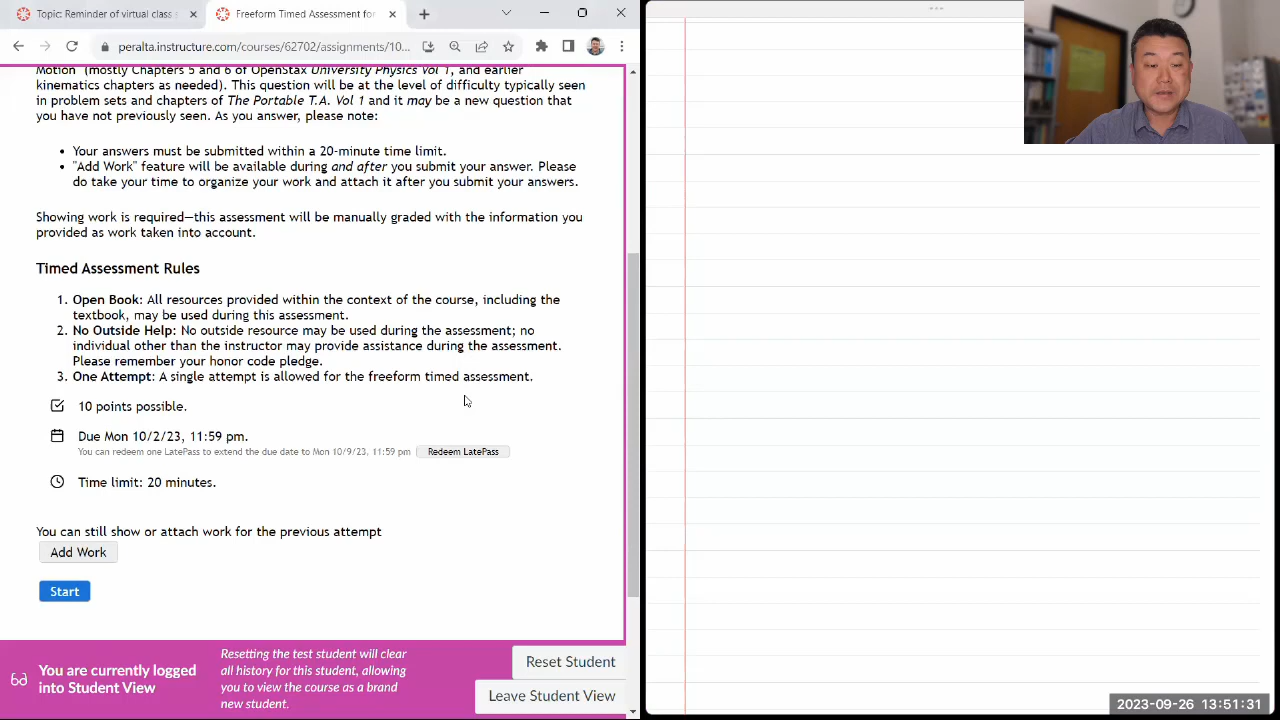 Topic: Reminder of virtual class
Freeform Timed Assessment for
peralta.instructure.com/courses/62702/assignments/10...
Motion (mostly Chapters 5 and 6 of OpenStax University Physics Vol 1, and earlier
kinematics chapters as needed). This question will be at the level of difficulty typically seen
in problem sets and chapters of The Portable T.A. Vol 1 and it may be a new question that
you have not previously seen. As you answer, please note:
• Your answers must be submitted within a 20-minute time limit.
• "Add Work" feature will be available during and after you submit your answer. Please
do take your time to organize your work and attach it after you submit your answers.
Showing work is required—this assessment will be manually graded with the information you
provided as work taken into account.
Timed Assessment Rules
1. Open Book: All resources provided within the context of the course, including the
textbook, may be used during this assessment.
2. No Outside Help: No outside resource may be used during the assessment; no
individual other than the instructor may provide assistance during the assessment.
Please remember your honor code pledge.
3. One Attempt: A single attempt is allowed for the freeform timed assessment.
10 points possible.
Due Mon 10/2/23, 11:59 pm.
You can redeem one LatePass to extend the due date to Mon 10/9/23, 11:59 pm Redeem LatePass
Time limit: 20 minutes.
You can still show or attach work for the previous attempt
Add Work
Start
You are currently logged
into Student View
Resetting the test student will clear
all history for this student, allowing
you to view the course as a brand
new student.
Reset Student
Leave Student View
2023-09-26 13:51:31